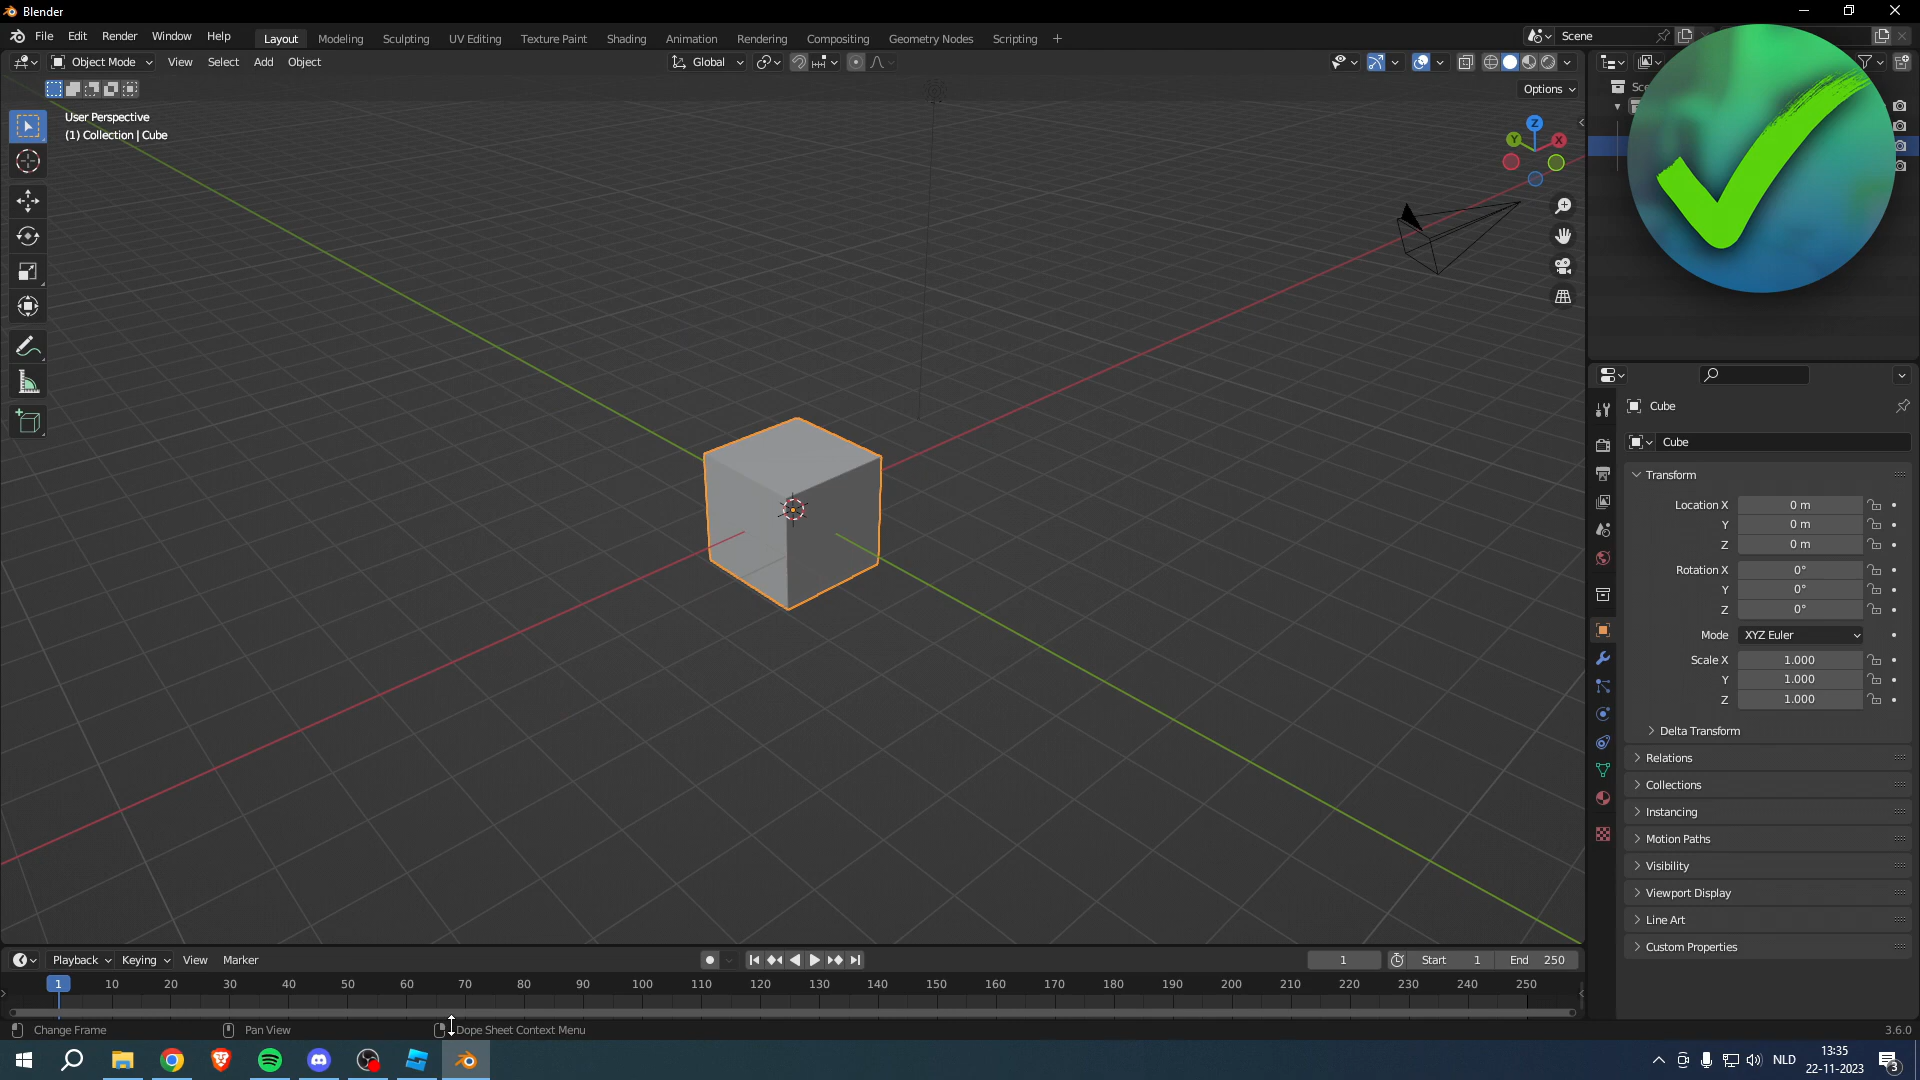 Blender
File Edit Render Window Help Layout Modeling Sculpting UV Editing Texture Paint Shading Animation Rendering Compositing Geometry Nodes Scripting + Scene
Object Mode View Select Add Object Global
Options
User Perspective
(1) Collection | Cube
Z
Y X
Cube
Cube
Transform
Location X 0 m
Y 0 m
Z 0 m
Rotation X 0°
Y 0°
Z 0°
Mode XYZ Euler
Scale X 1.000
Y 1.000
Z 1.000
Delta Transform
Relations
Collections
Instancing
Motion Paths
Visibility
Viewport Display
Line Art
Custom Properties
Playback Keying View Marker 1 Start 1 End 250
1 10 20 30 40 50 60 70 80 90 100 110 120 130 140 150 160 170 180 190 200 210 220 230 240 250
Change Frame Pan View Dope Sheet Context Menu 3.6.0
NLD 13:35
22-11-2023 3